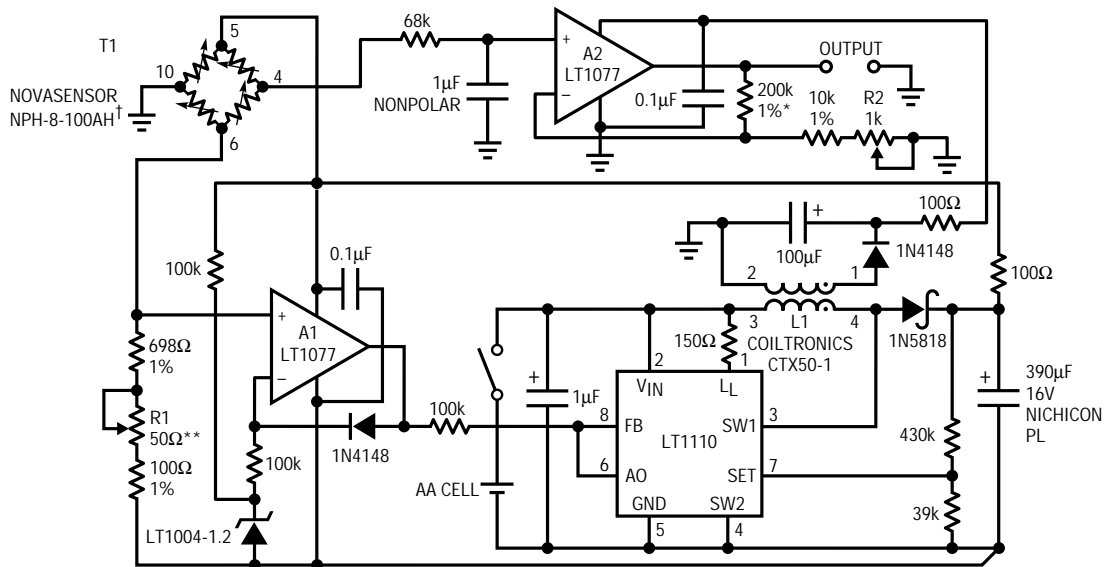 T1
5
10
4
6
NOVASENSOR
NPH-8-100AH†
68k
1µF
NONPOLAR
+
–
A2
LT1077
0.1µF
OUTPUT
200k
1%*
10k
1%
R2
1k
100k
0.1µF
+
–
A1
LT1077
698Ω
1%
R1
50Ω**
100Ω
1%
100k
LT1004-1.2
1N4148
100k
AA CELL
+
1µF
150Ω
+
100µF
1N4148
100Ω
2
1
3
L1
4
COILTRONICS
CTX50-1
1N5818
100Ω
+
390µF
16V
NICHICON
PL
430k
39k
2
1
VIN
LL
8
FB
LT1110
SW1
3
6
AO
SET
7
GND
SW2
5
4